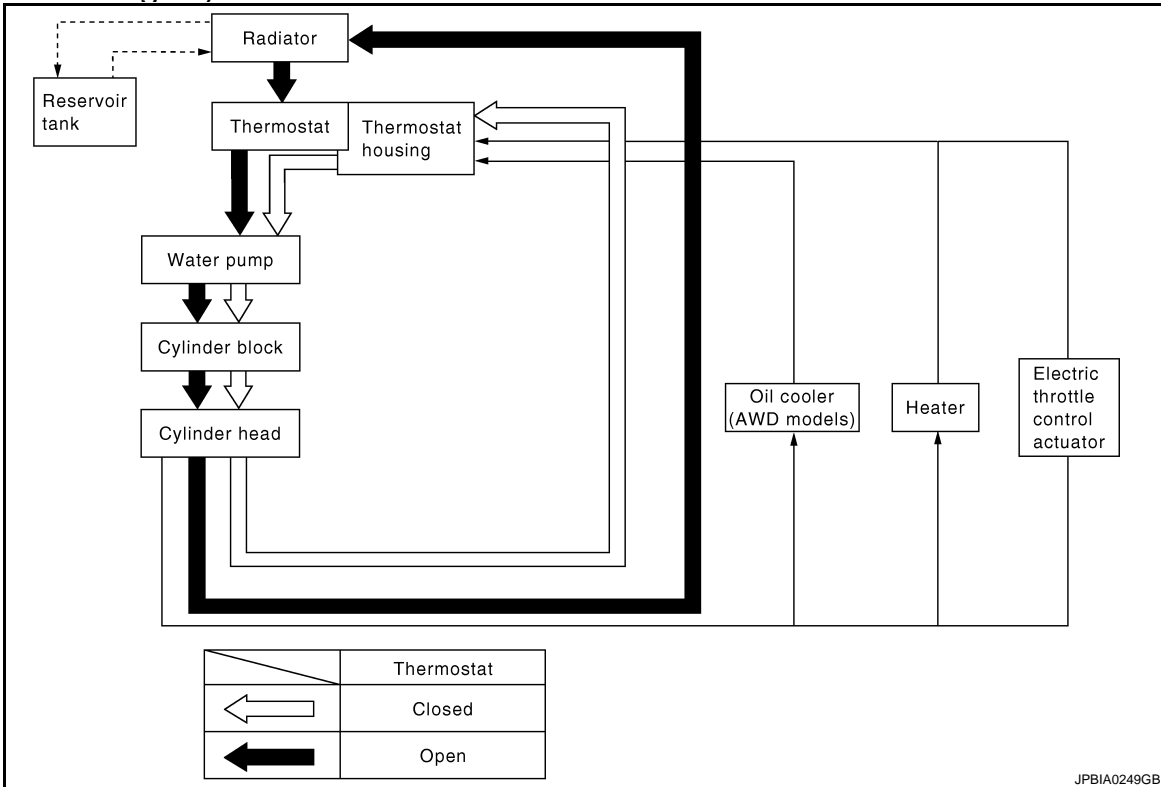 Radiator
Reservoir
tank
Thermostat
Thermostat
housing
Water pump
Cylinder block
Cylinder head
Oil cooler
(AWD models)
Heater
Electric
throttle
control
actuator
Thermostat
Closed
Open
JPBIA0249GB